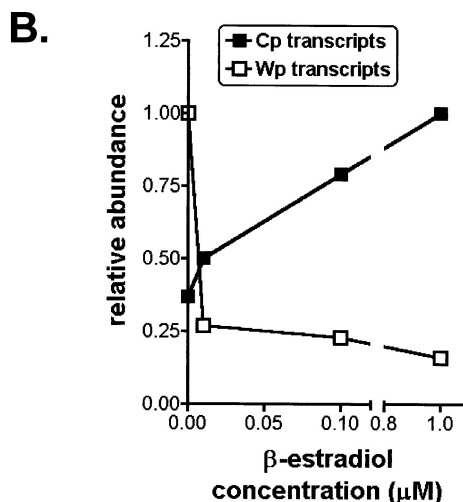 B.
Cp transcripts
Wp transcripts
relative abundance
1.25
1.00
0.75
0.50
0.25
0.00
0.00 0.05 0.10 0.8 1.0
β-estradiol
concentration (μM)